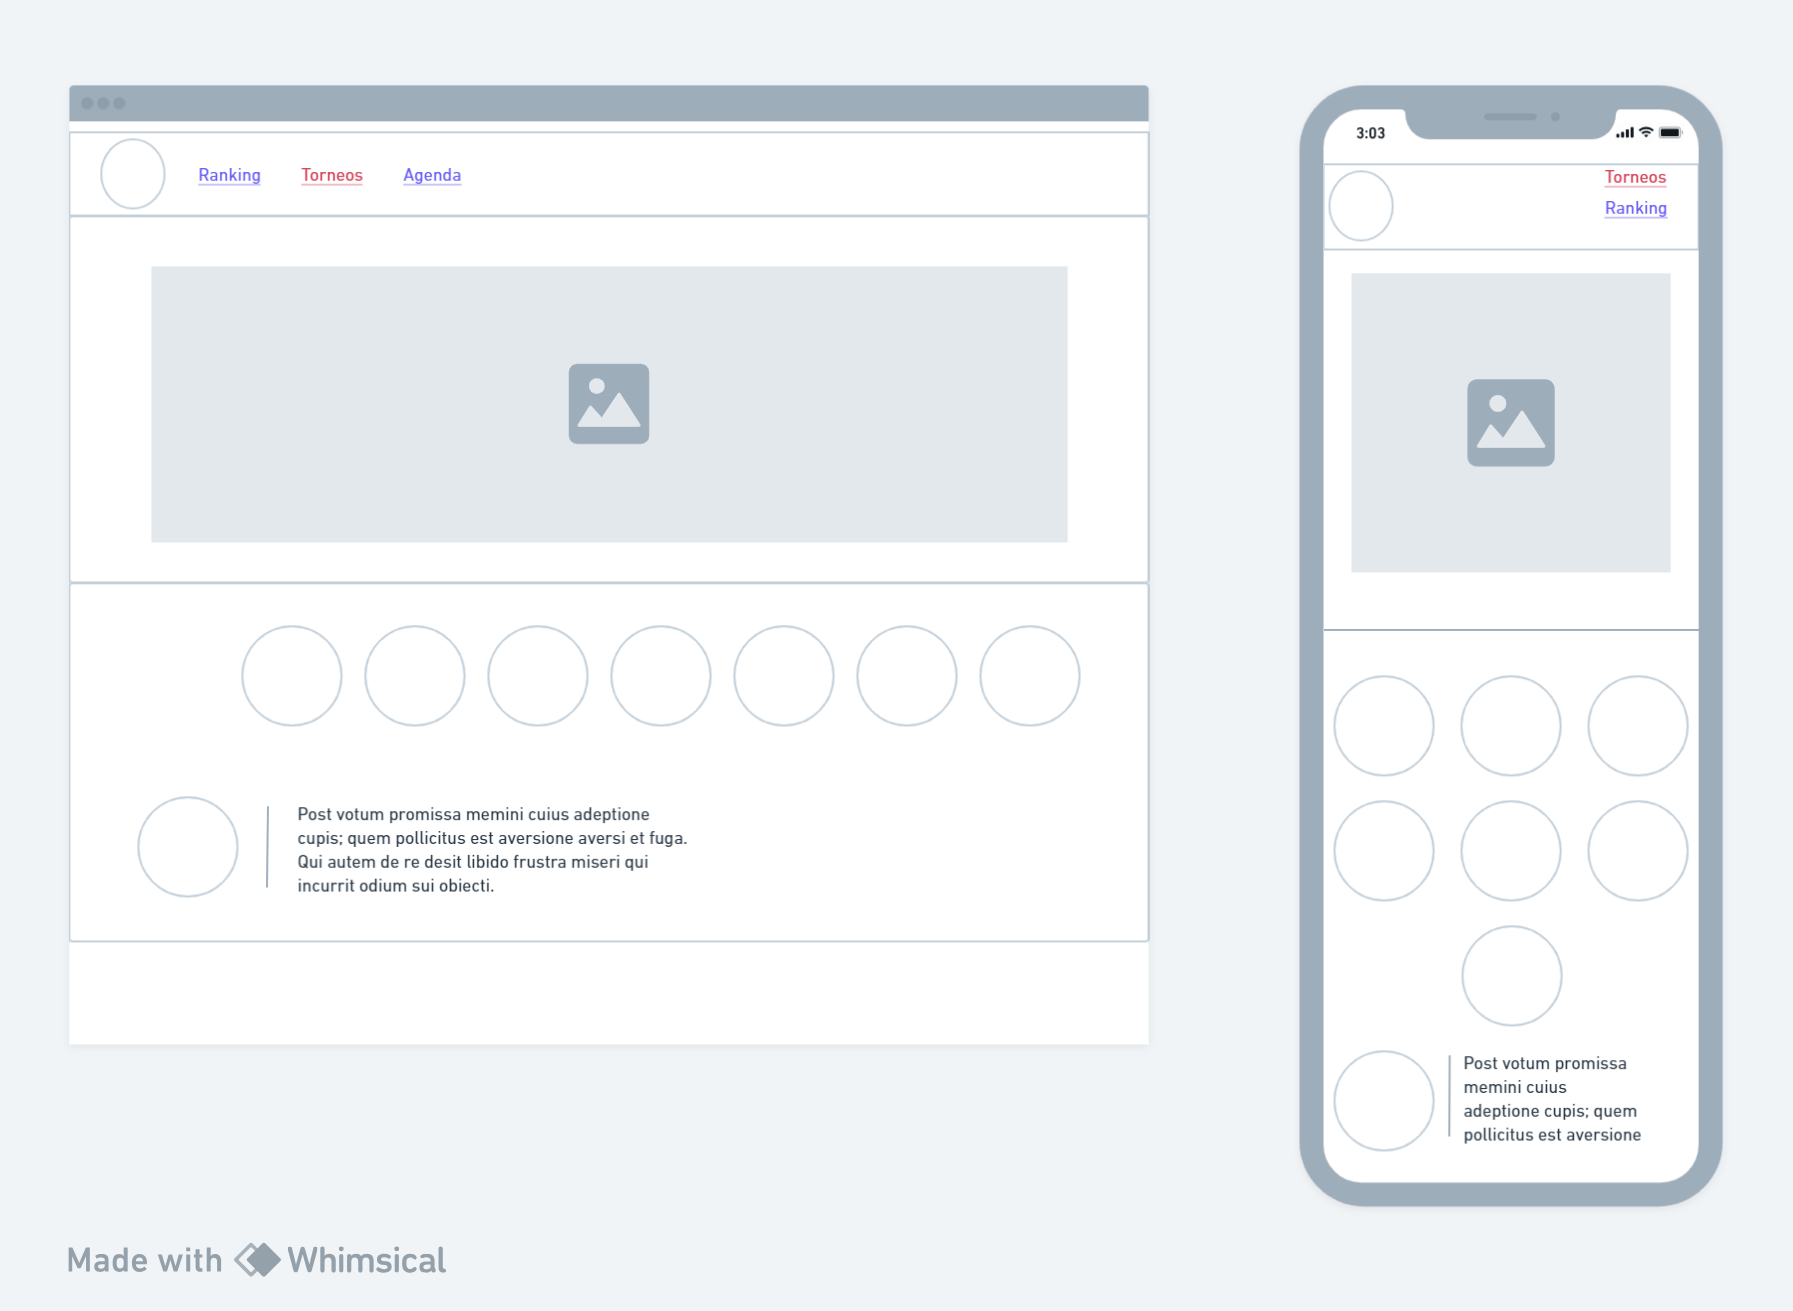 Ranking Torneos Agenda
Post votum promissa memini cuius adeptione
cupis; quem pollicitus est aversione aversi et fuga.
Qui autem de re desit libido frustra miseri qui
incurrit odium sui obiecti.
3:03
Torneos
Ranking
Post votum promissa
memini cuius
adeptione cupis; quem
pollicitus est aversione
Made with Whimsical